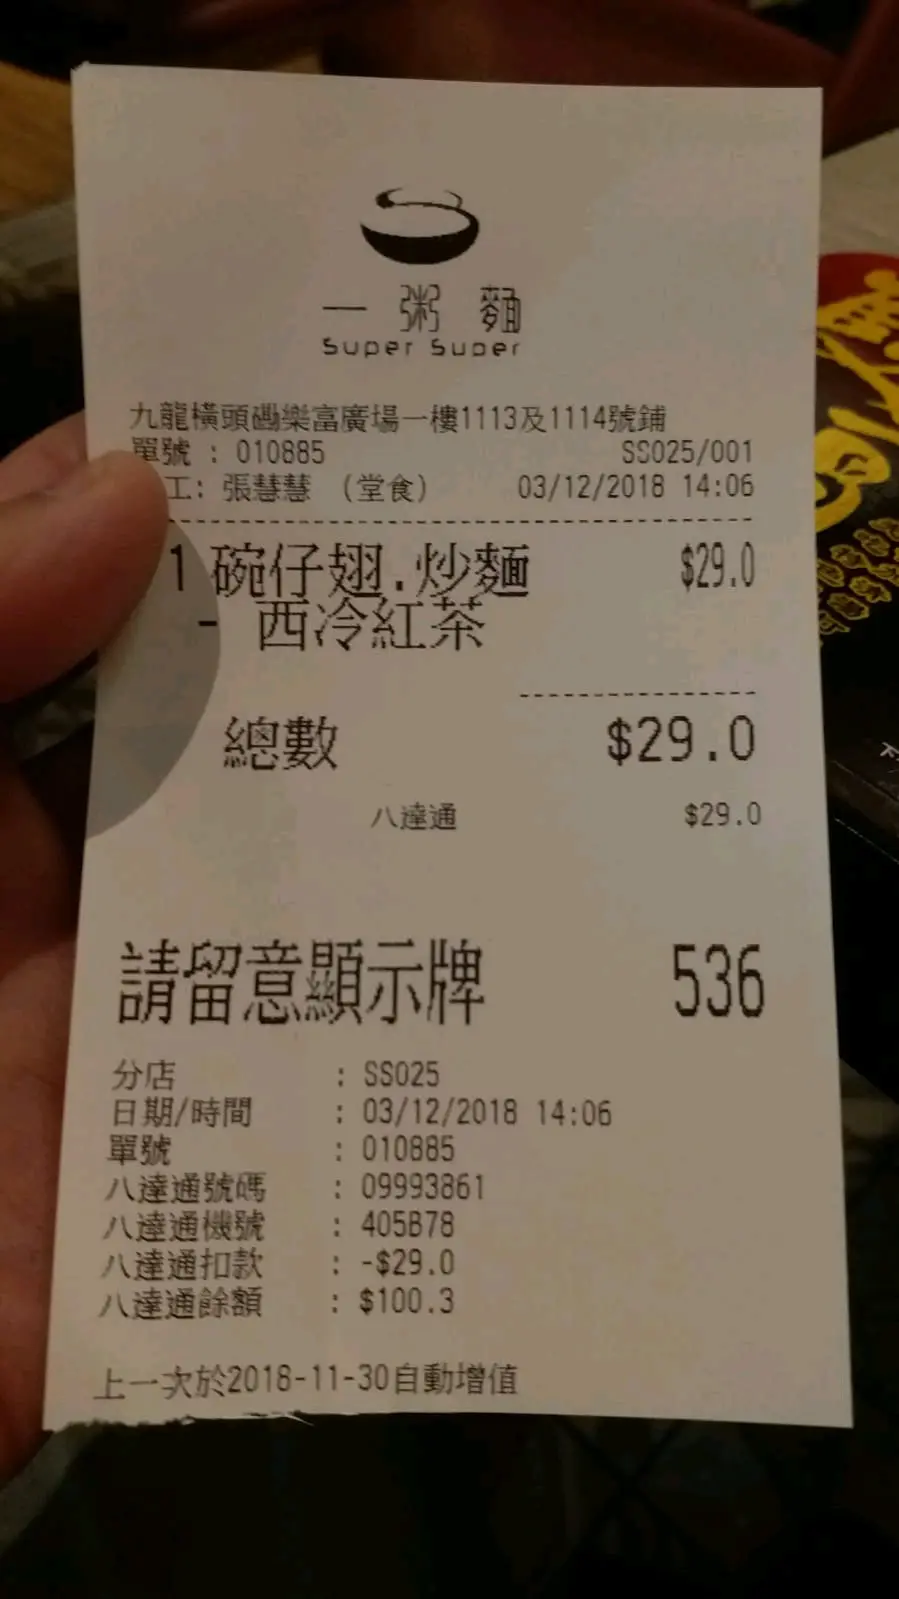 一粥麵
Super Super
九龍橫頭磡樂富廣場一樓1113及1114號鋪
單號 : 010885 SS025/001
工: 張慧慧 (堂食) 03/12/2018 14:06
1 碗仔翅.炒麵 $29.0
- 西冷紅茶
總數 $29.0
八達通 $29.0
請留意顯示牌 536
分店 : SS025
日期/時間 : 03/12/2018 14:06
單號 : 010885
八達通號碼 : 09993861
八達通機號 : 405B78
八達通扣款 : -$29.0
八達通餘額 : $100.3
上一次於2018-11-30自動增值